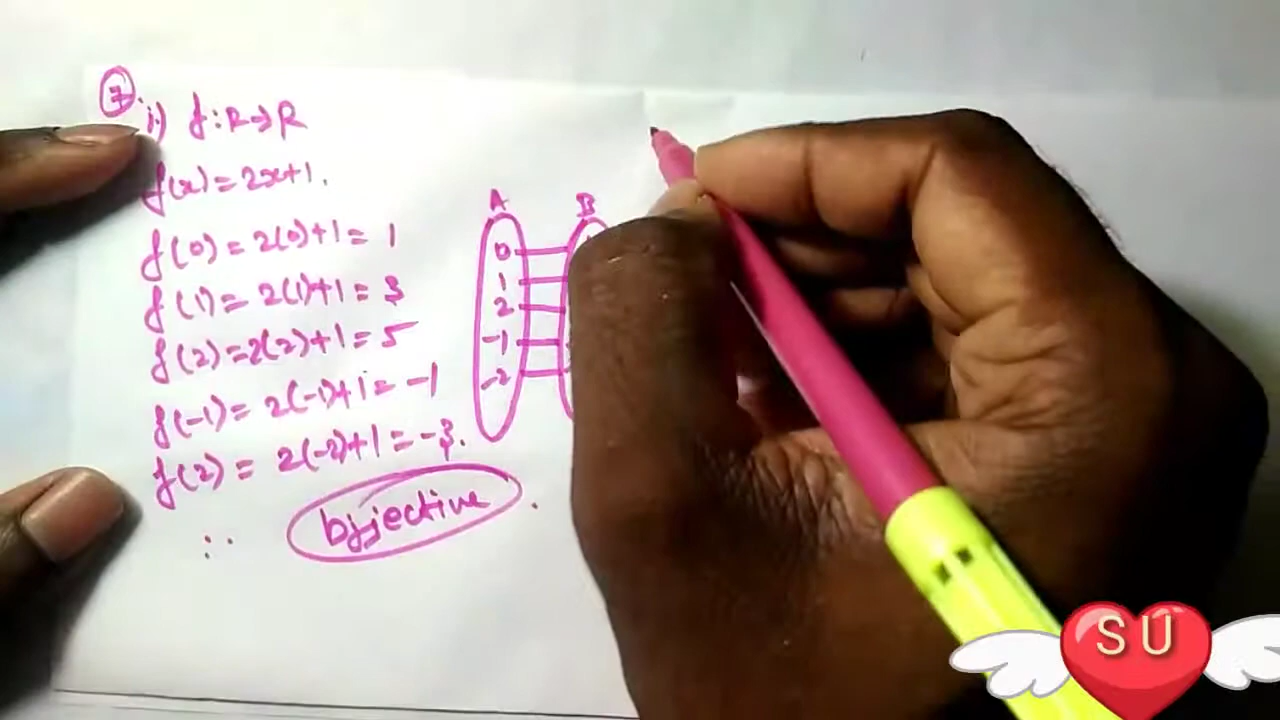 7. i.) f : R → R
f(x) = 2x+1.
f(0) = 2(0)+1 = 1
f(1) = 2(1)+1 = 3
f(2) = 2(2)+1 = 5
f(-1) = 2(-1)+1 = -1
f(2) = 2(-2)+1 = -3.
∴ bijective.
A B
0
1
2
-1
-2
SU